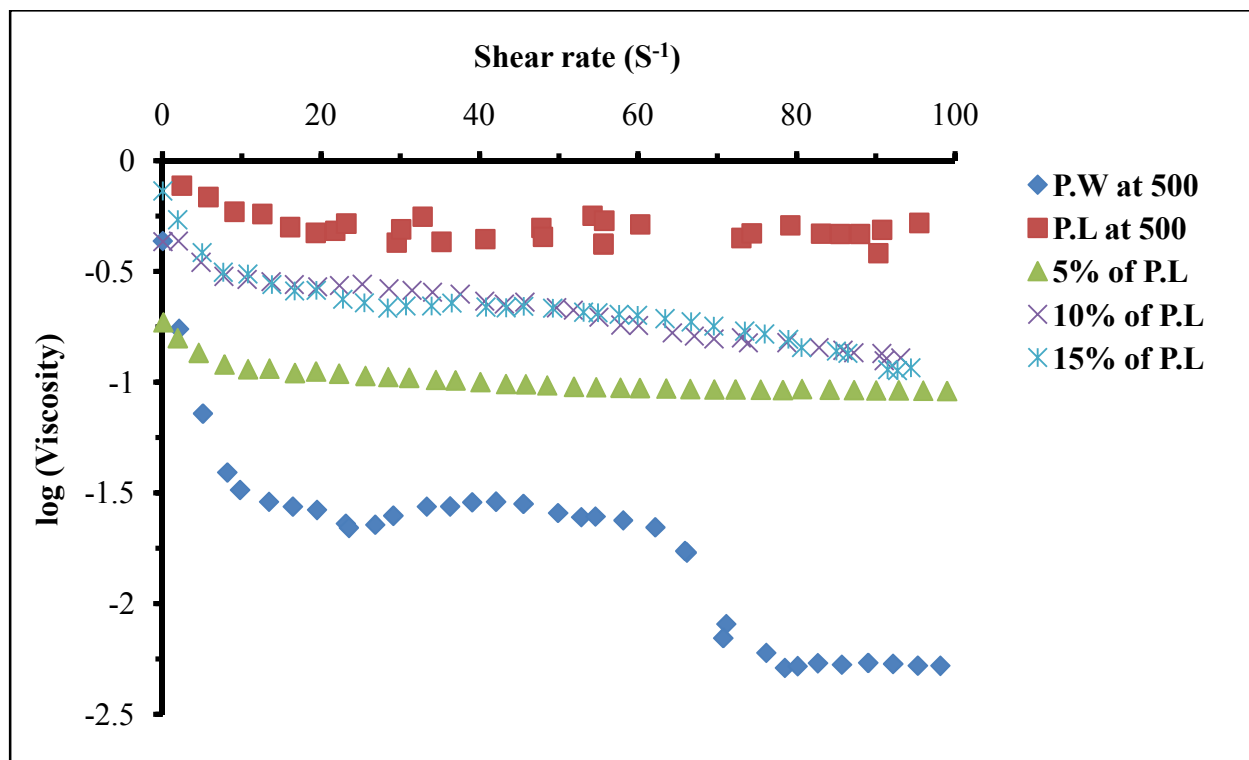 Shear rate (S⁻¹)
0 20 40 60 80 100
0
-0.5
-1
-1.5
-2
-2.5
log (Viscosity)
P.W at 500
P.L at 500
5% of P.L
10% of P.L
15% of P.L